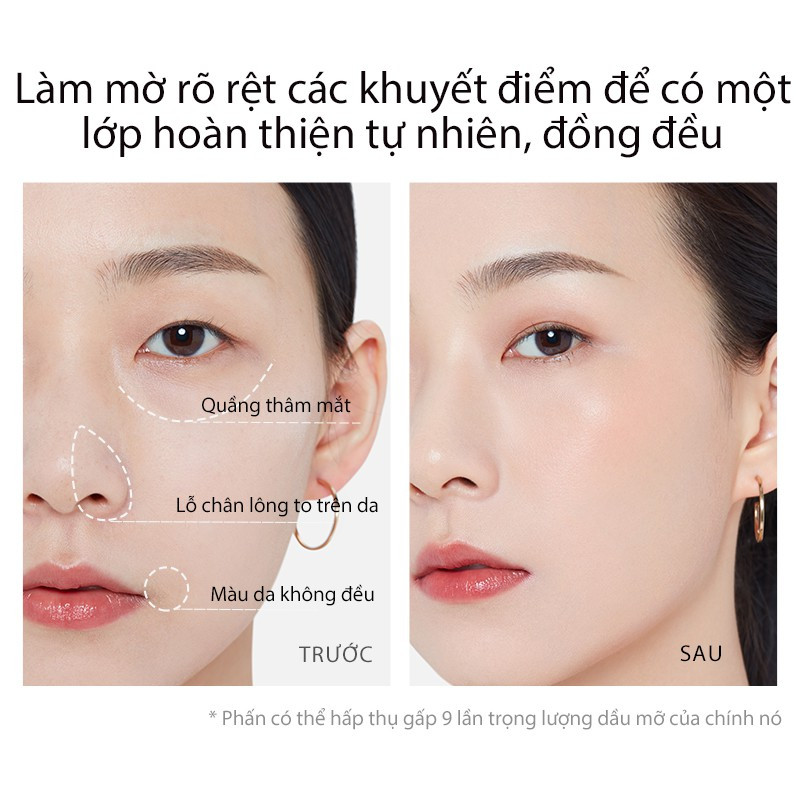 Làm mờ rõ rệt các khuyết điểm để có một
lớp hoàn thiện tự nhiên, đồng đều
Quầng thâm mắt
Lỗ chân lông to trên da
Màu da không đều
TRƯỚC
SAU
* Phấn có thể hấp thụ gấp 9 lần trọng lượng dầu mỡ của chính nó